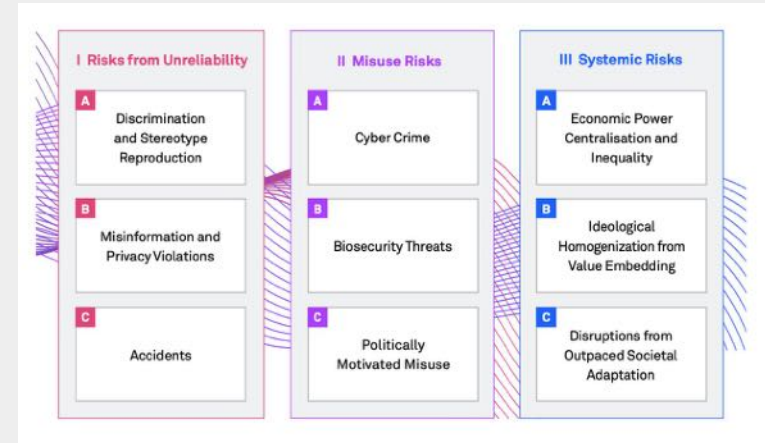 I Risks from Unreliability
A
Discrimination
and Stereotype
Reproduction
B
Misinformation and
Privacy Violations
C
Accidents
II Misuse Risks
A
Cyber Crime
B
Biosecurity Threats
C
Politically
Motivated Misuse
III Systemic Risks
A
Economic Power
Centralisation and
Inequality
B
Ideological
Homogenization from
Value Embedding
C
Disruptions from
Outpaced Societal
Adaptation